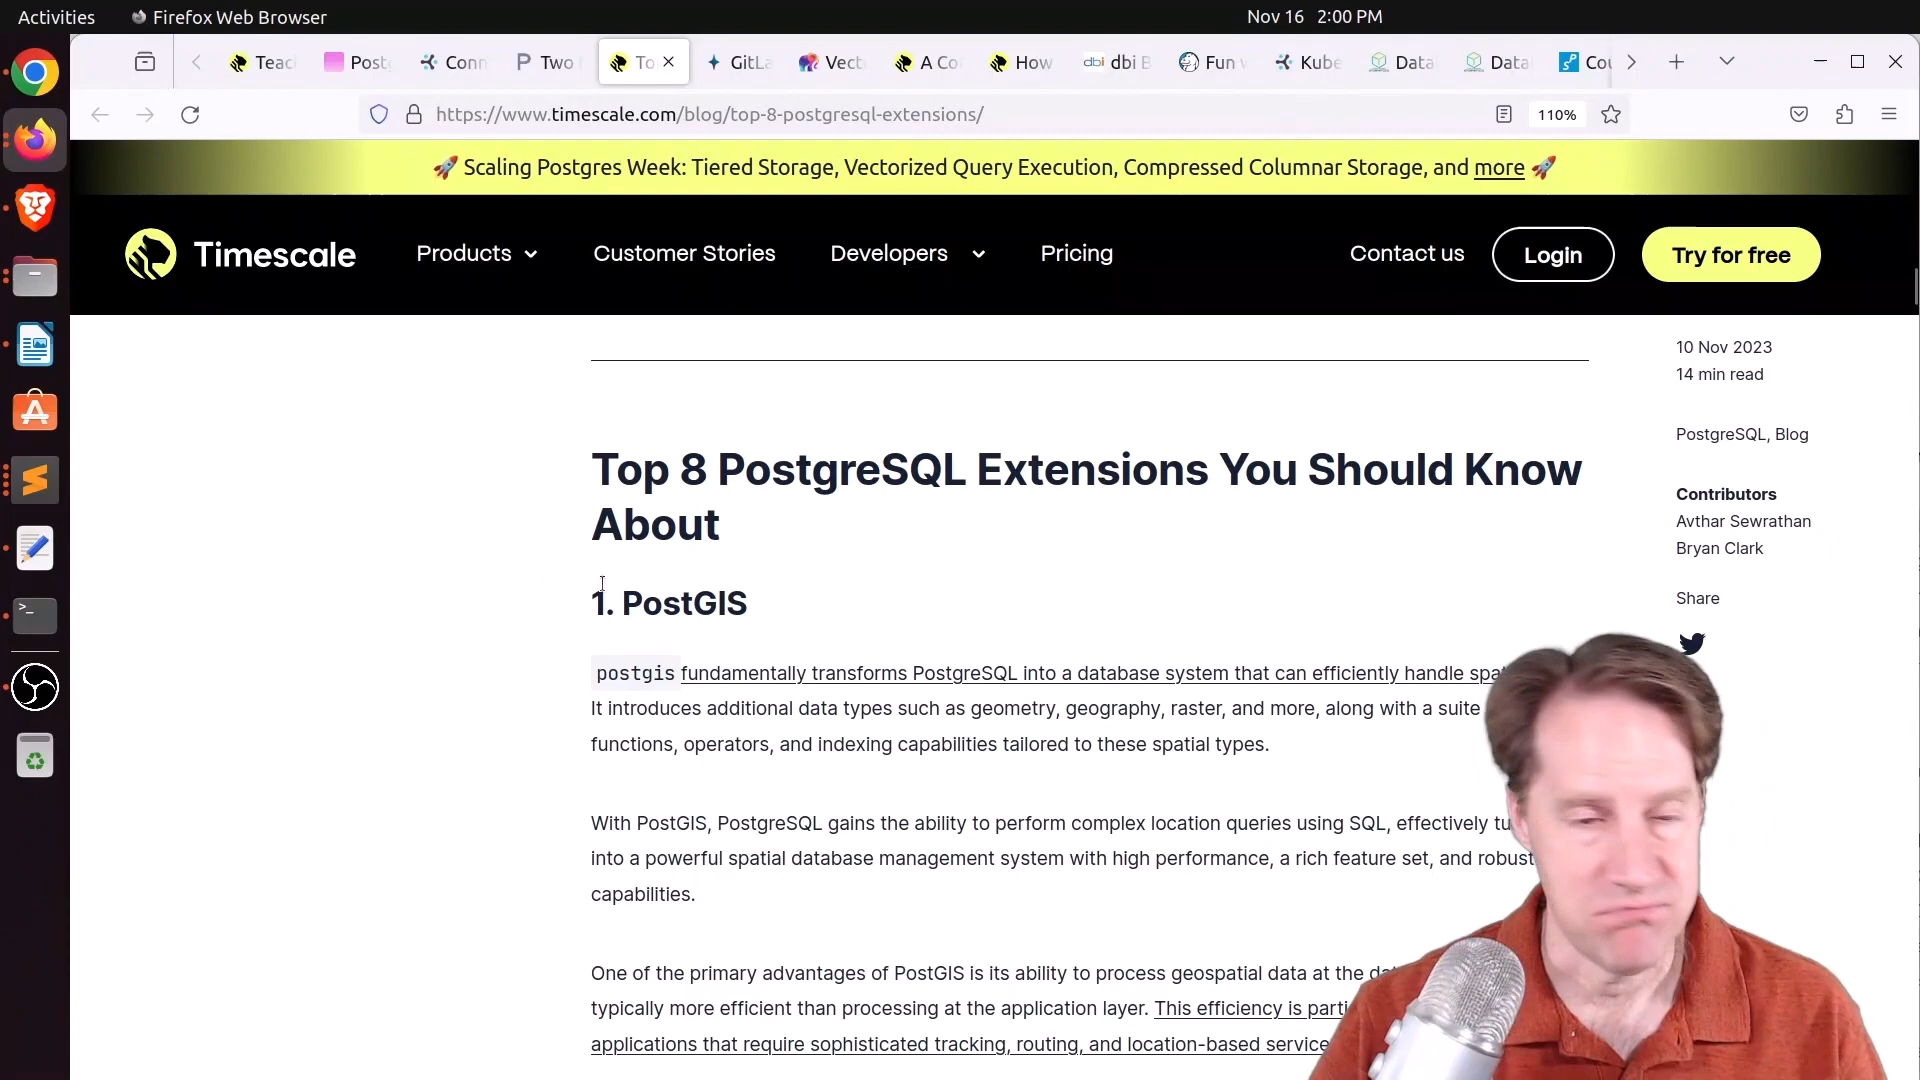 Activities
Firefox Web Browser
Nov 16 2:00 PM
Teac
Post
Conn
Two
To
GitLa
Vect
A Co
How
dbi dbi B
Fun
Kube
Data
Data
Cou
https://www.timescale.com/blog/top-8-postgresql-extensions/
110%
🚀 Scaling Postgres Week: Tiered Storage, Vectorized Query Execution, Compressed Columnar Storage, and more 🚀
Timescale
Products
Customer Stories
Developers
Pricing
Contact us
Login
Try for free
10 Nov 2023
14 min read
PostgreSQL, Blog
Contributors
Avthar Sewrathan
Bryan Clark
Share
Top 8 PostgreSQL Extensions You Should Know
About
1. PostGIS
postgis fundamentally transforms PostgreSQL into a database system that can efficiently handle spat
It introduces additional data types such as geometry, geography, raster, and more, along with a suite
functions, operators, and indexing capabilities tailored to these spatial types.
With PostGIS, PostgreSQL gains the ability to perform complex location queries using SQL, effectively tu
into a powerful spatial database management system with high performance, a rich feature set, and robust
capabilities.
One of the primary advantages of PostGIS is its ability to process geospatial data at the da
typically more efficient than processing at the application layer. This efficiency is parti
applications that require sophisticated tracking, routing, and location-based service